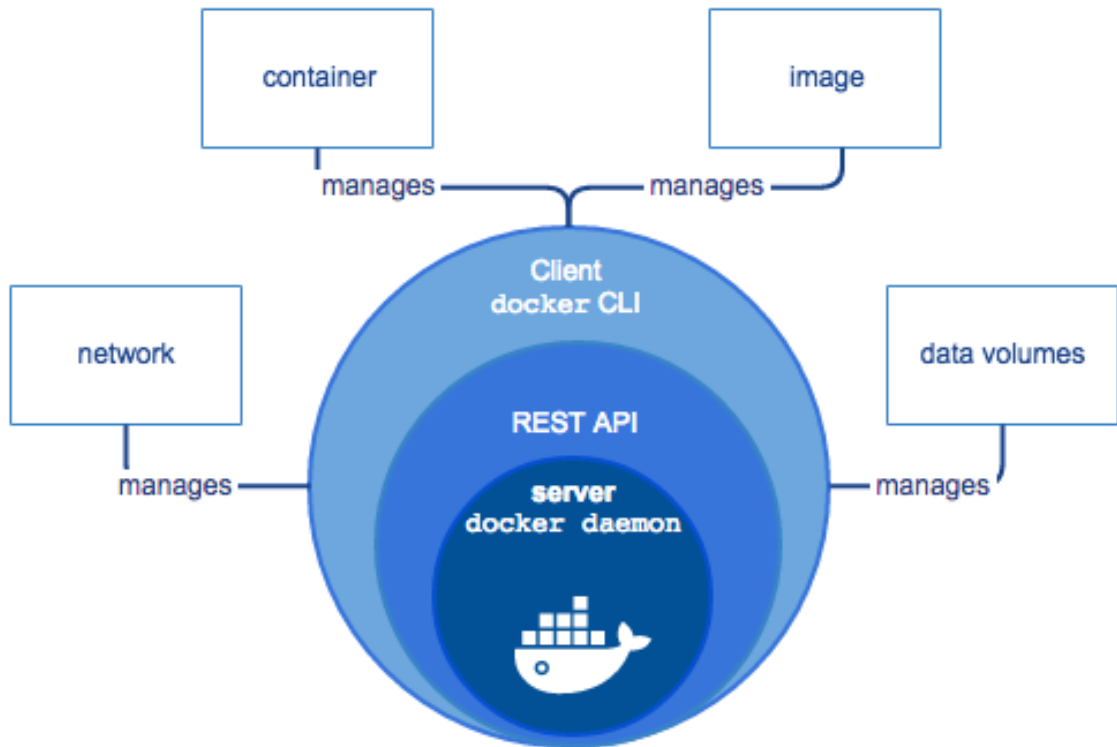 container
image
manages
manages
Client
docker CLI
network
data volumes
REST API
manages
manages
server
docker daemon